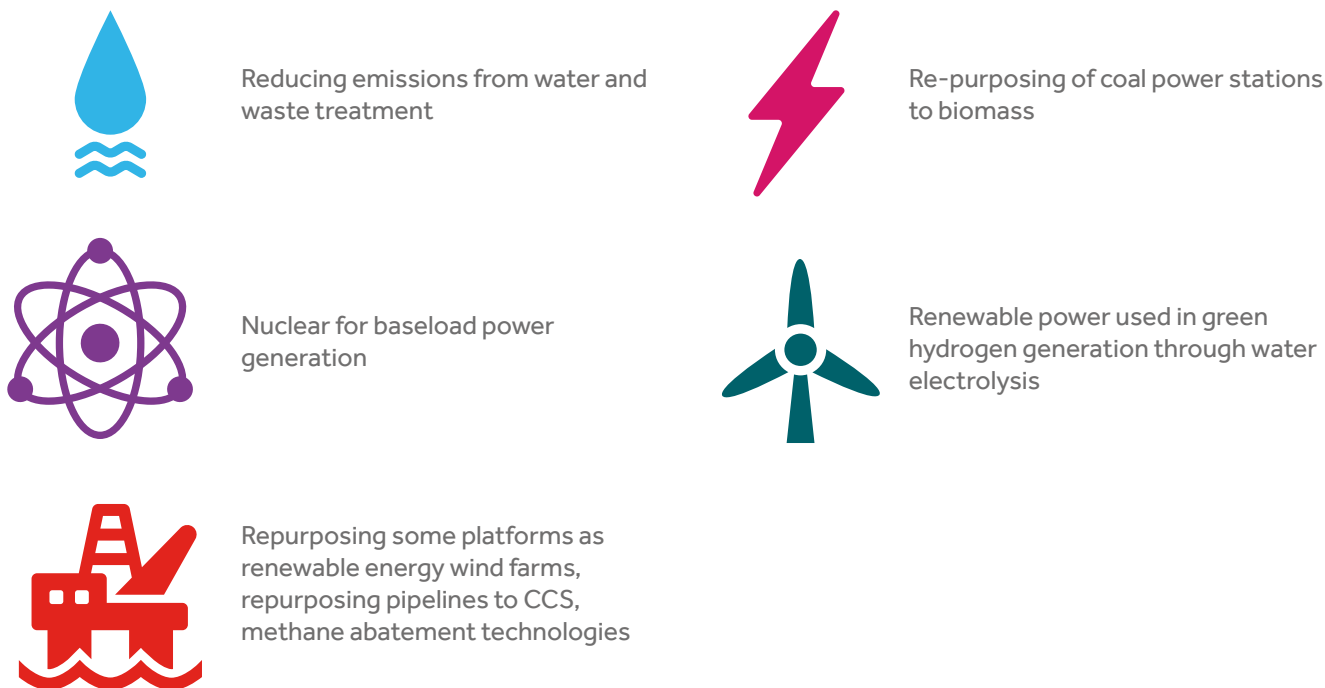 Reducing emissions from water and
waste treatment
Re-purposing of coal power stations
to biomass
Nuclear for baseload power
generation
Renewable power used in green
hydrogen generation through water
electrolysis
Repurposing some platforms as
renewable energy wind farms,
repurposing pipelines to CCS,
methane abatement technologies